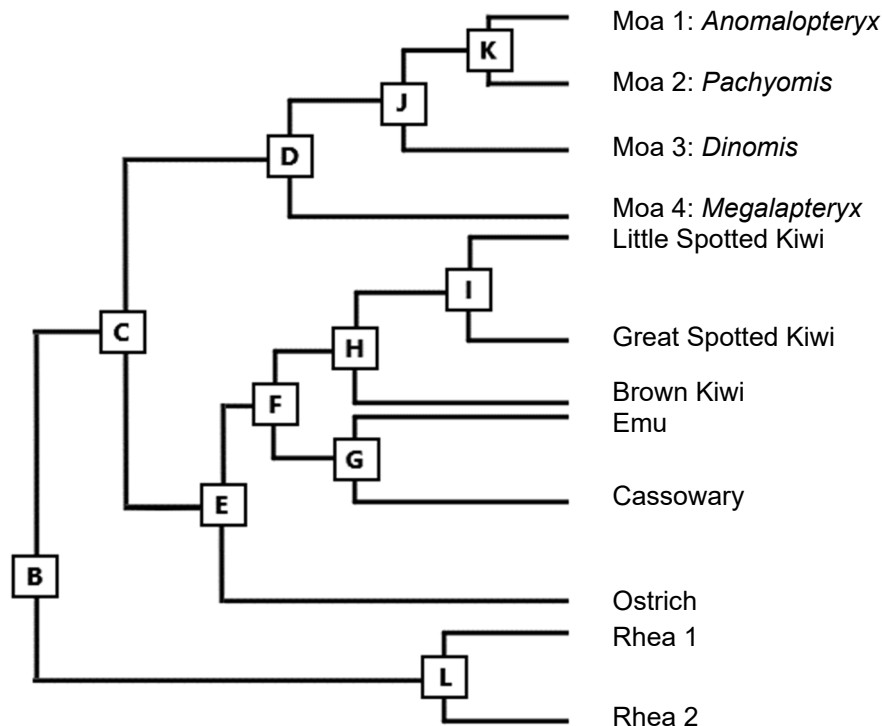 K
Moa 1: Anomalopteryx
Moa 2: Pachyomis
J
Moa 3: Dinomis
D
Moa 4: Megalapteryx
Little Spotted Kiwi
I
Great Spotted Kiwi
C
H
Brown Kiwi
F
Emu
G
Cassowary
E
B
Ostrich
Rhea 1
L
Rhea 2